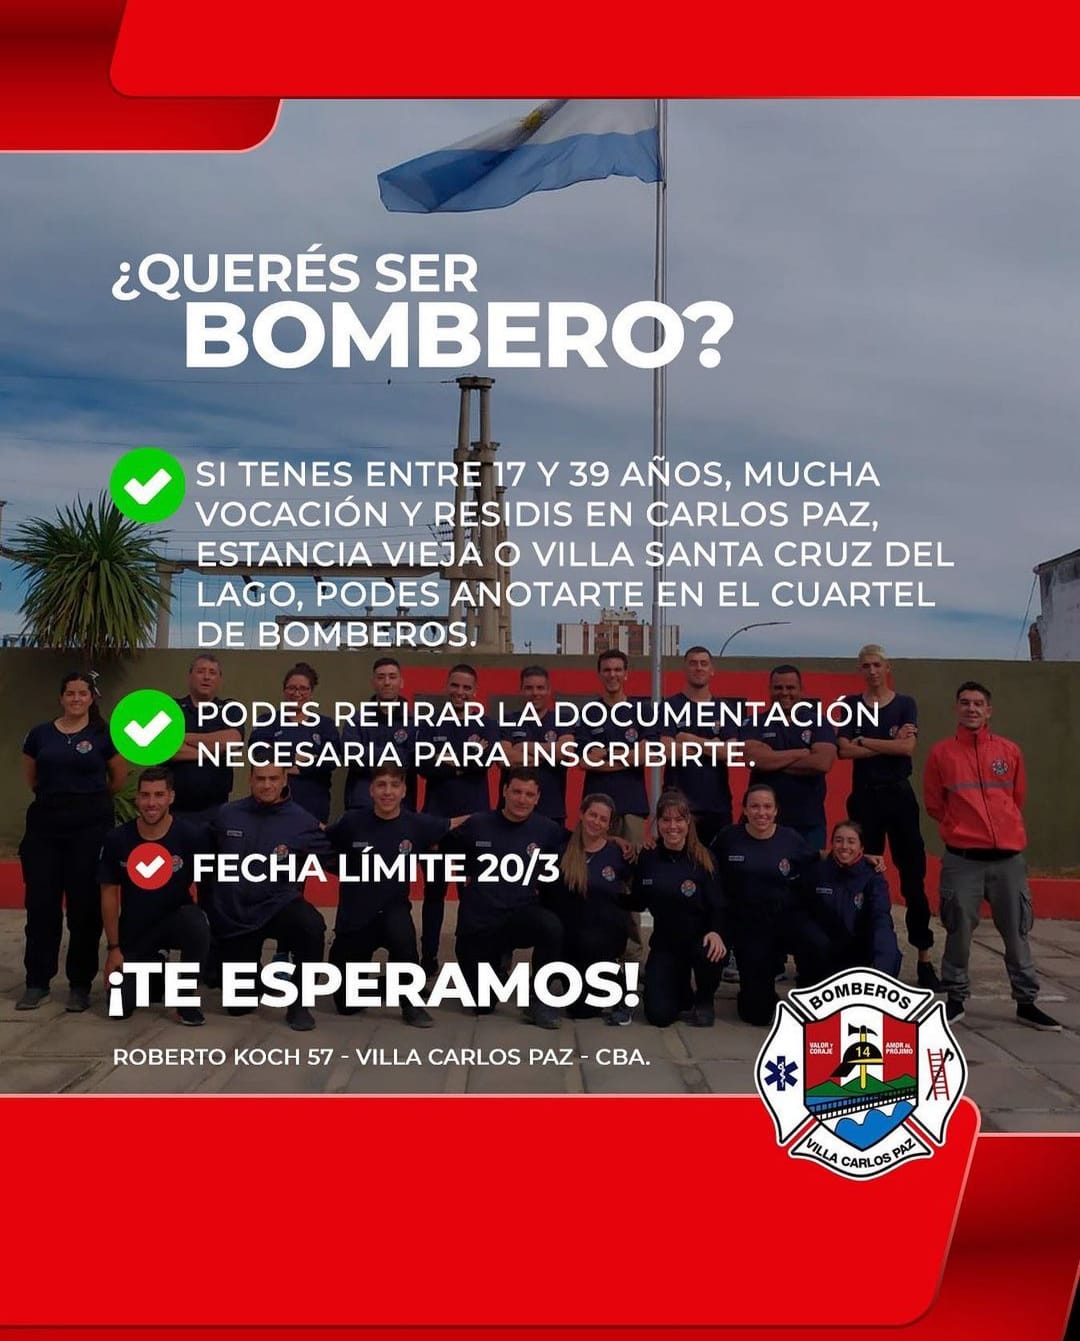 ¿QUERÉS SER
BOMBERO?
SI TENES ENTRE 17 Y 39 AÑOS, MUCHA
VOCACIÓN Y RESIDIS EN CARLOS PAZ,
ESTANCIA VIEJA O VILLA SANTA CRUZ DEL
LAGO, PODES ANOTARTE EN EL CUARTEL
DE BOMBEROS.
PODES RETIRAR LA DOCUMENTACIÓN
NECESARIA PARA INSCRIBIRTE.
FECHA LÍMITE 20/3
¡TE ESPERAMOS!
ROBERTO KOCH 57 - VILLA CARLOS PAZ - CBA.
BOMBEROS
VALOR Y
CORAJE
14
AMOR AL
PRÓJIMO
VILLA CARLOS PAZ